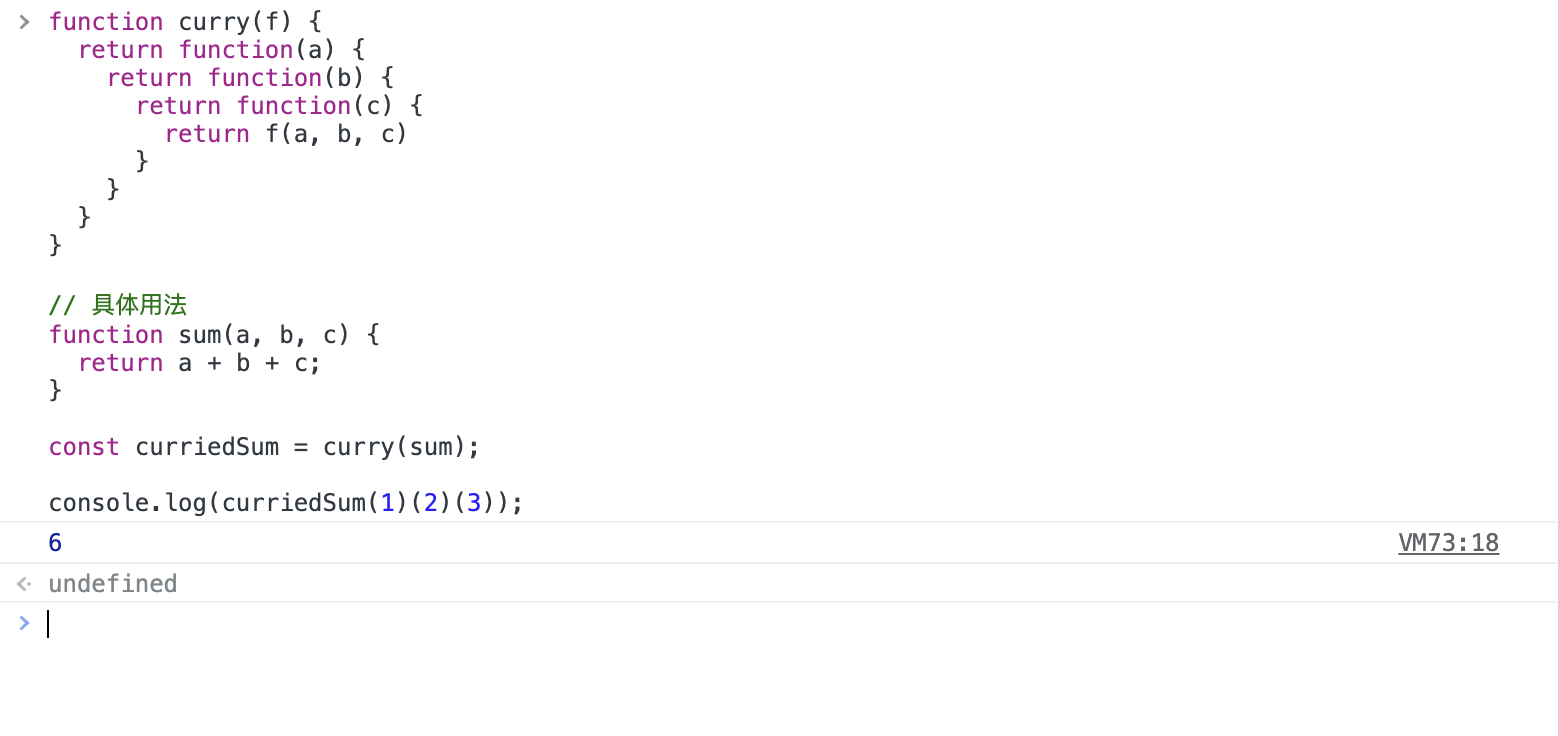 function curry(f) {
  return function(a) {
    return function(b) {
      return function(c) {
        return f(a, b, c)
      }
    }
  }
}

// 具体用法
function sum(a, b, c) {
  return a + b + c;
}

const curriedSum = curry(sum);

console.log(curriedSum(1)(2)(3));
6 VM73:18
undefined